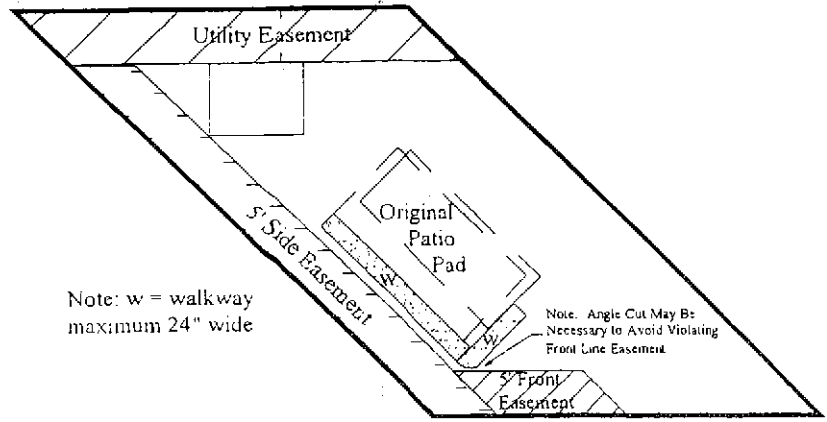 Utility Easement
Original
Patio
Pad
5' Side Easement
W
W
Note: w = walkway
maximum 24" wide
Note. Angle Cut May Be
Necessary to Avoid Violating
Front Line Easement
5' Front
Easement